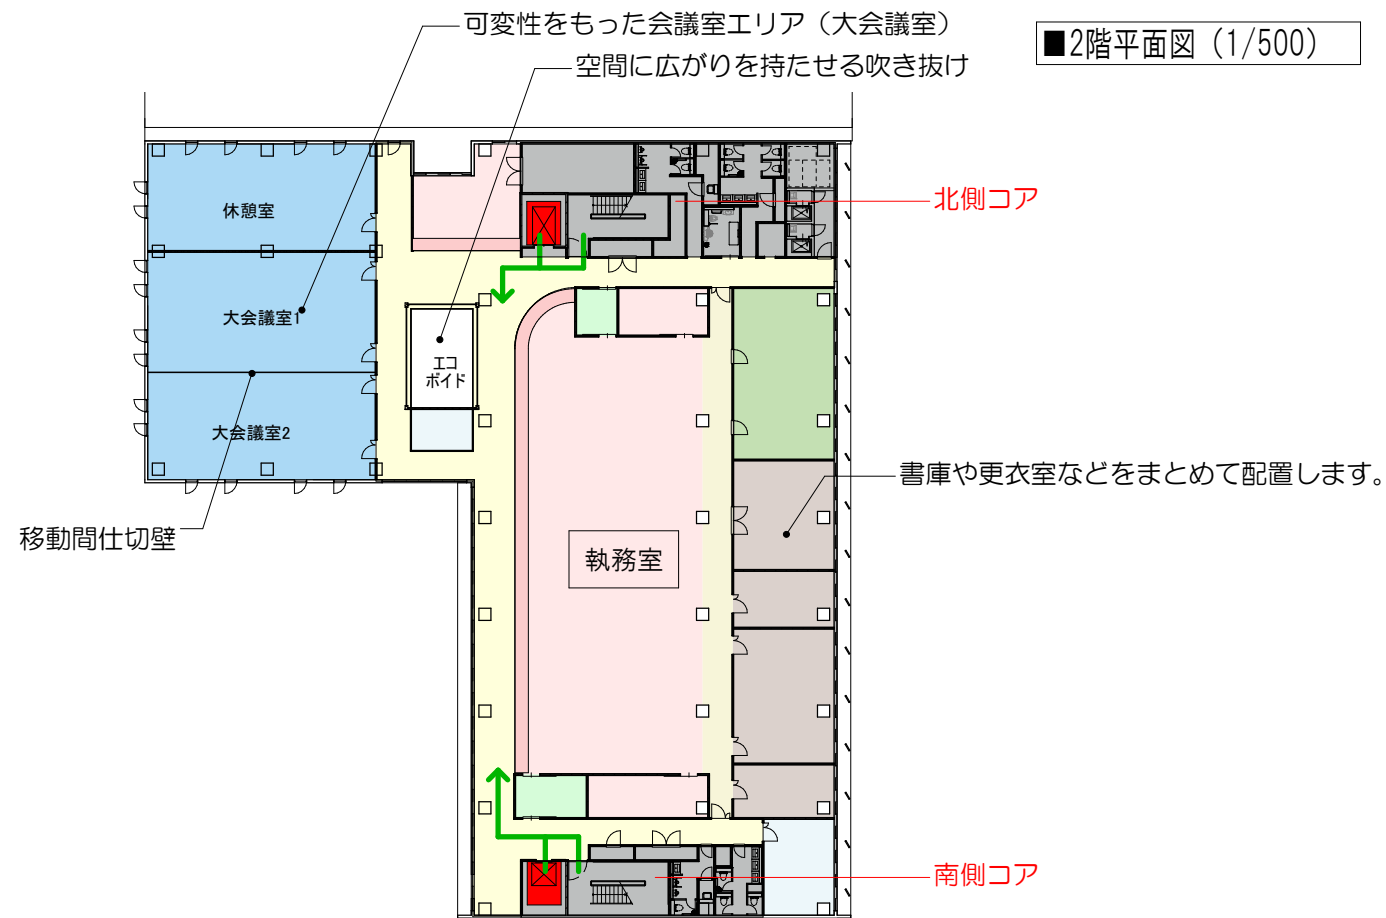 可変性をもった会議室エリア（大会議室）
■2階平面図（1/500）
空間に広がりを持たせる吹き抜け
北側コア
休憩室
大会議室1
エコ
ボイド
大会議室2
書庫や更衣室などをまとめて配置します。
移動間仕切壁
執務室
南側コア